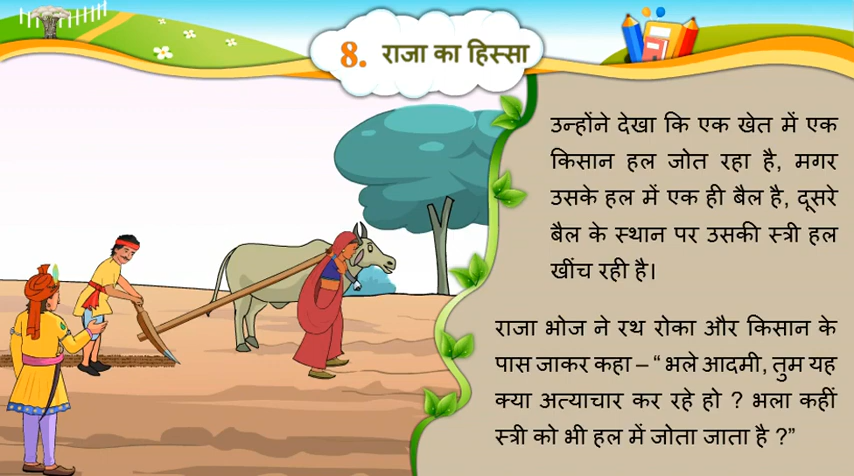 8. राजा का हिस्सा
उन्होंने देखा कि एक खेत में एक
किसान हल जोत रहा है, मगर
उसके हल में एक ही बैल है, दूसरे
बैल के स्थान पर उसकी स्त्री हल
खींच रही है।
राजा भोज ने रथ रोका और किसान के
पास जाकर कहा – “ भले आदमी, तुम यह
क्या अत्याचार कर रहे हो ? भला कहीं
स्त्री को भी हल में जोता जाता है ?”